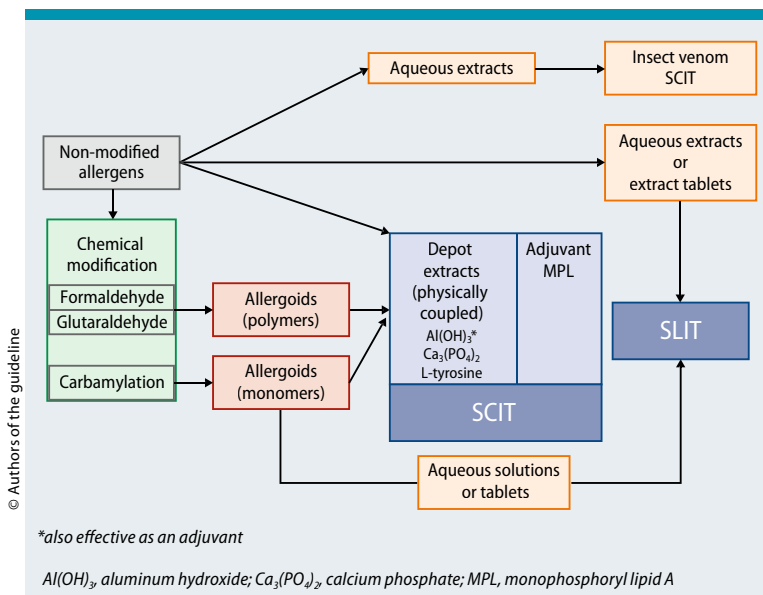 Aqueous extracts
Insect venom
SCIT
Non-modified
allergens
Aqueous extracts
or
extract tablets
Chemical
modification
Formaldehyde
Glutaraldehyde
Carbamylation
Allergoids
(polymers)
Allergoids
(monomers)
Depot
extracts
(physically
coupled)
Al(OH)₃*
Ca₃(PO₄)₂
L-tyrosine
Adjuvant
MPL
SCIT
SLIT
Aqueous solutions
or tablets
© Authors of the guideline
*also effective as an adjuvant
Al(OH)₃, aluminum hydroxide; Ca₃(PO₄)₂, calcium phosphate; MPL, monophosphoryl lipid A